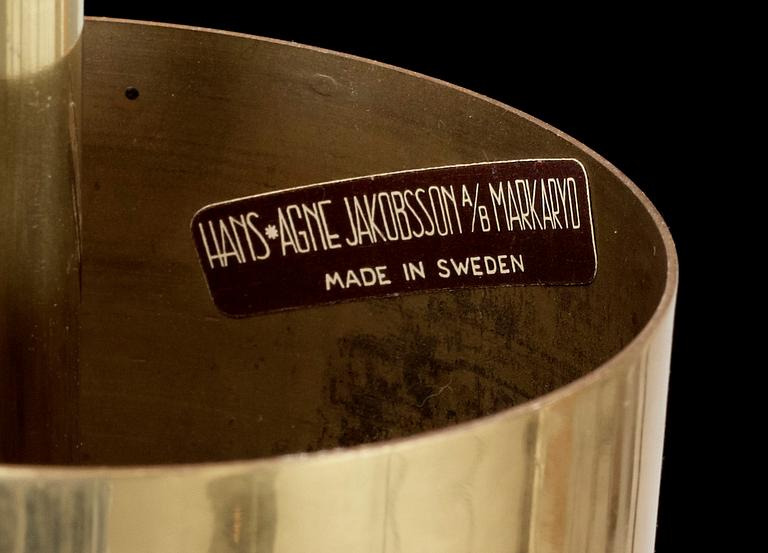 HANS*AGNE JAKOBSSON A/B MARKARYD
MADE IN SWEDEN